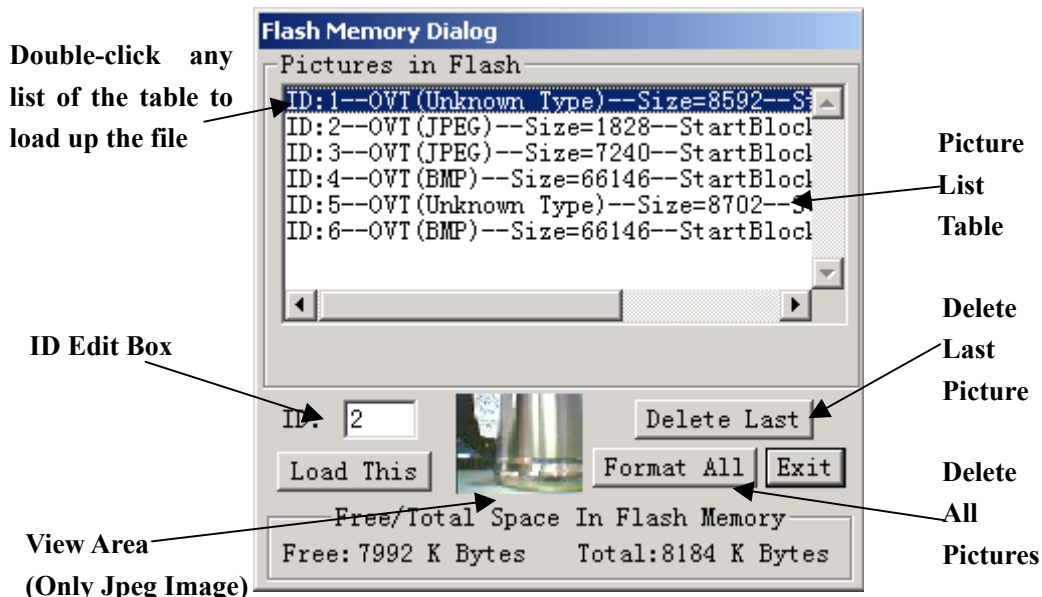 Flash Memory Dialog
Double-click any
list of the table to
load up the file
Pictures in Flash
ID:1--OVT(Unknown Type)--Size=8592--
ID:2--OVT(JPEG)--Size=1828--StartBlock
ID:3--OVT(JPEG)--Size=7240--StartBlock
ID:4--OVT(BMP)--Size=66146--StartBlock
ID:5--OVT(Unknown Type)--Size=8702--
ID:6--OVT(BMP)--Size=66146--StartBlock
Picture
List
Table
ID Edit Box
Delete
Last
Picture
ID: 2
Delete Last
Load This
Format All
Exit
Delete
All
Pictures
Free/Total Space In Flash Memory
Free:7992 K Bytes Total:8184 K Bytes
View Area
(Only Jpeg Image)